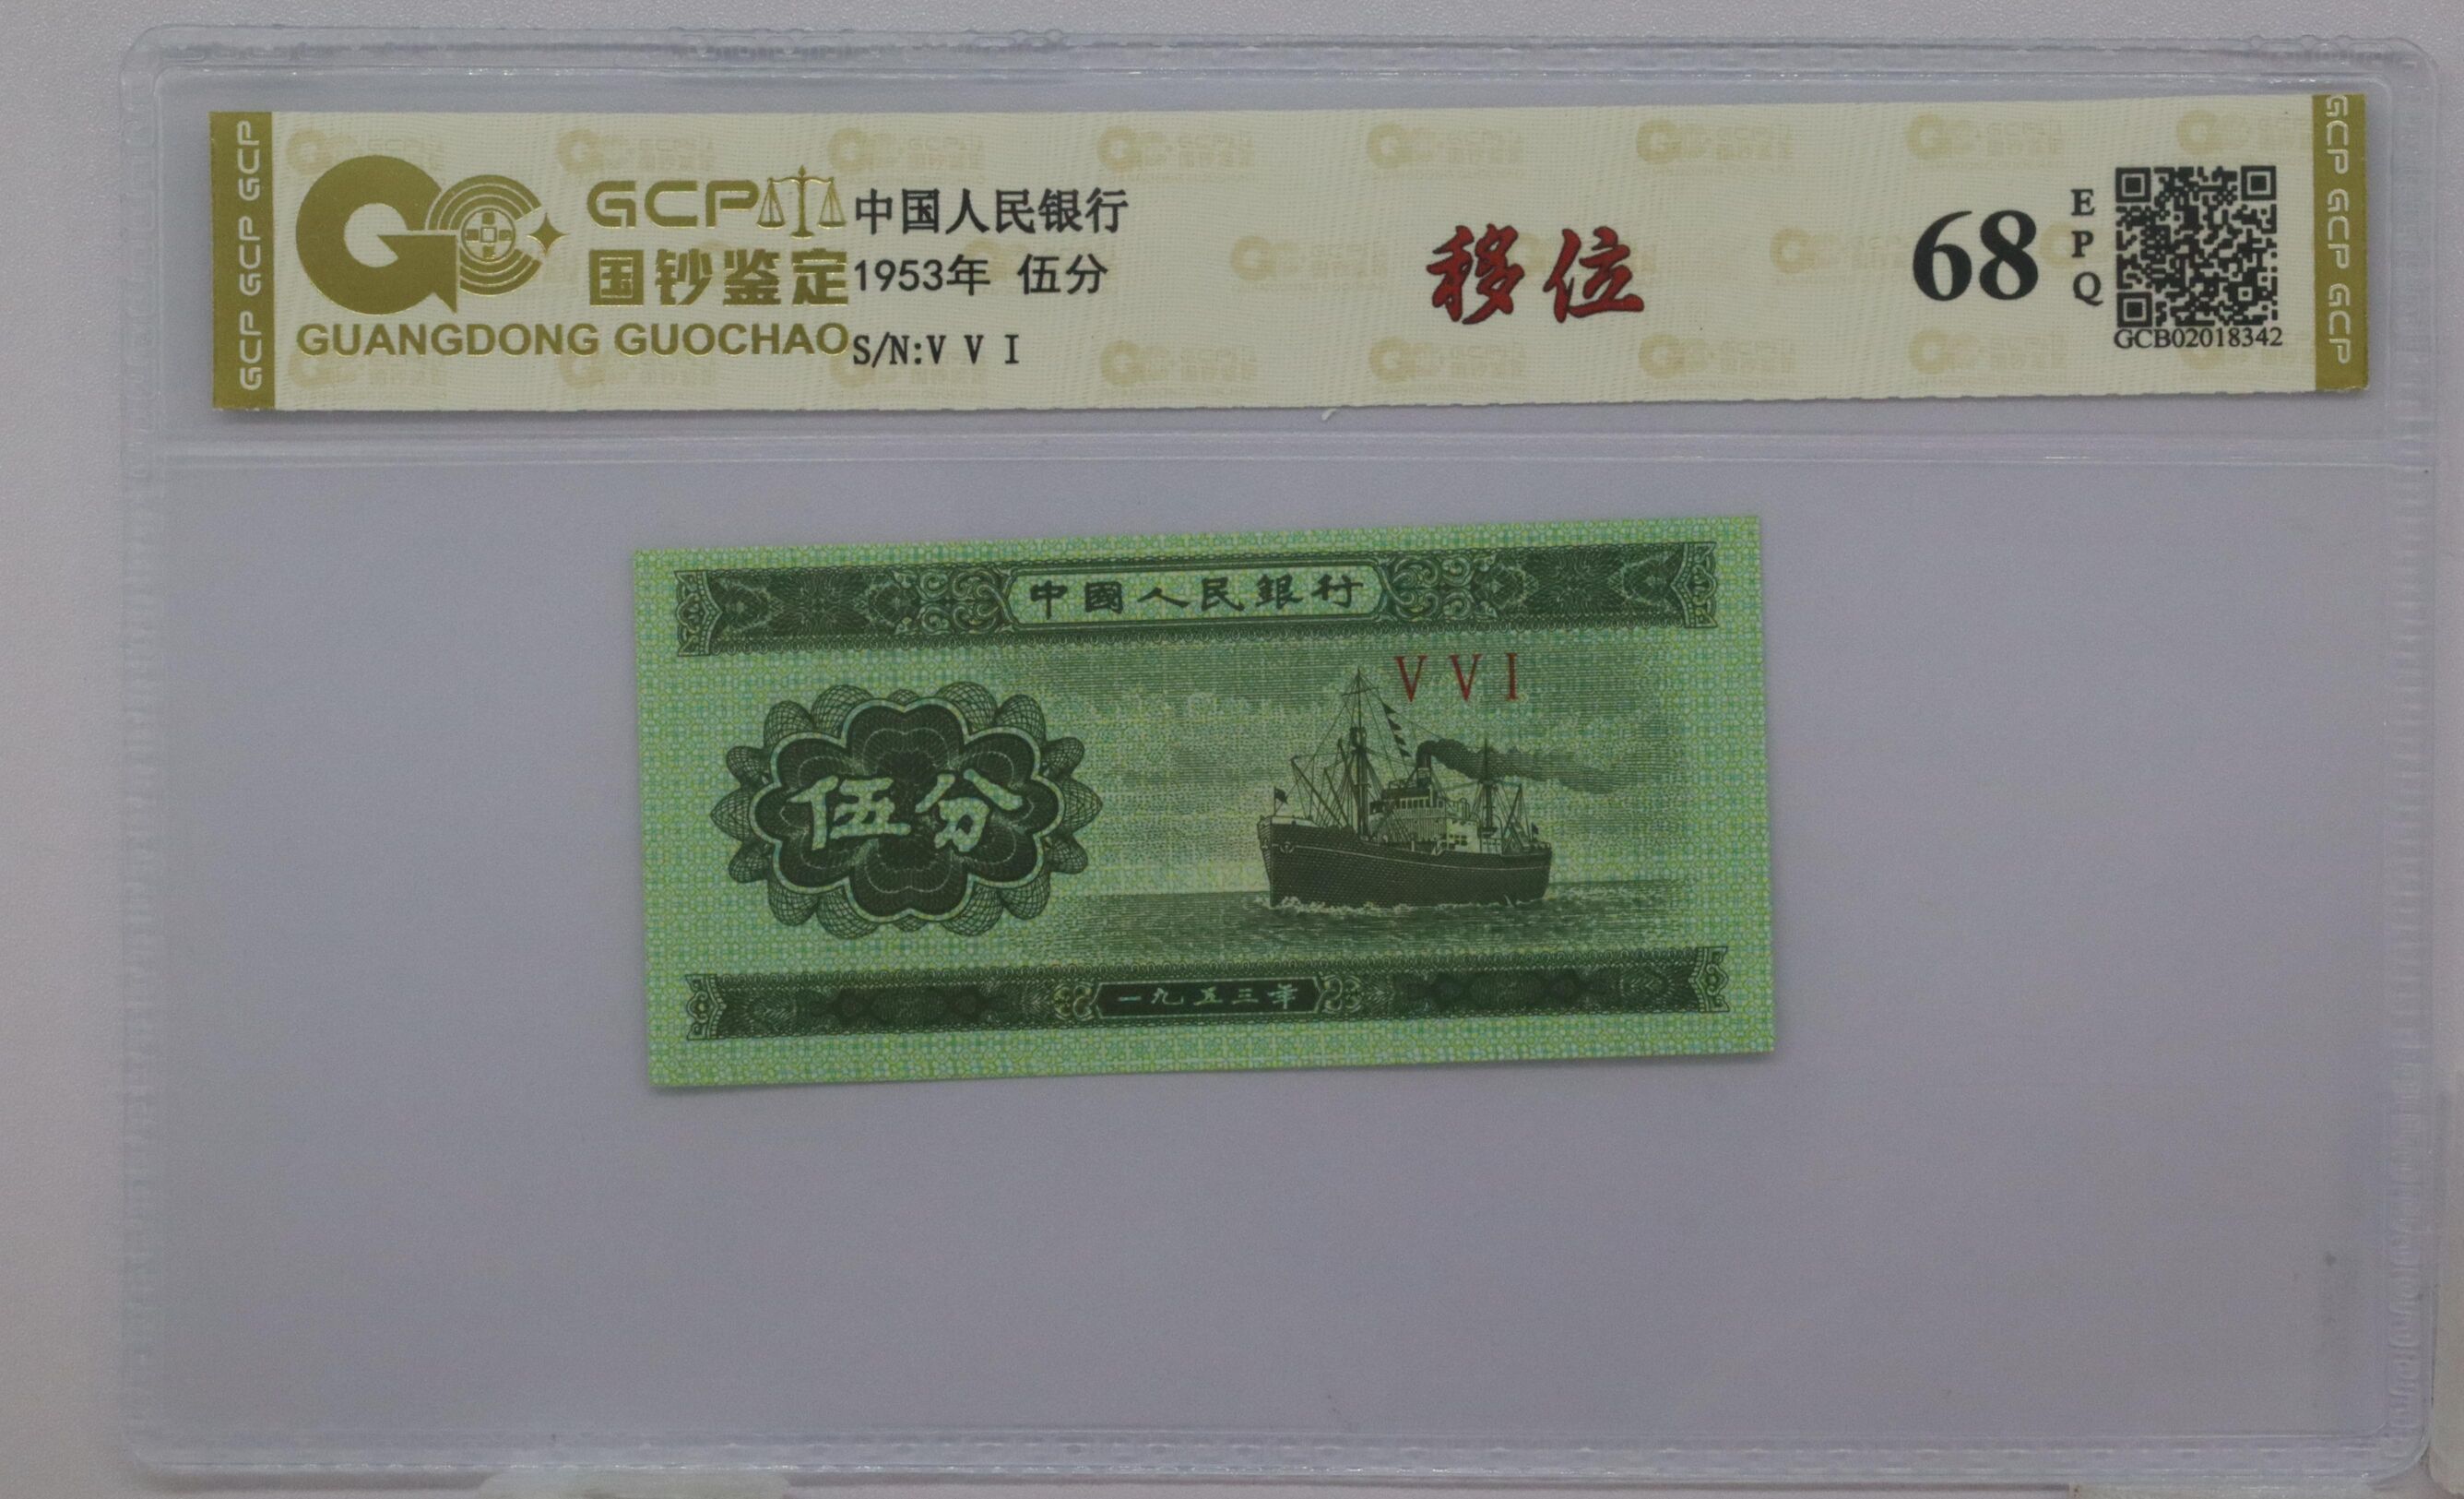 GCP GCP GCP
GCP
国钞鉴定
GUANGDONG GUOCHAO
中国人民银行
1953年 伍分
S/N:V V I
移位
68
E
P
Q
GCB02018342
GCP GCP GCP
中國人民銀行
V V I
伍分
一九五三年